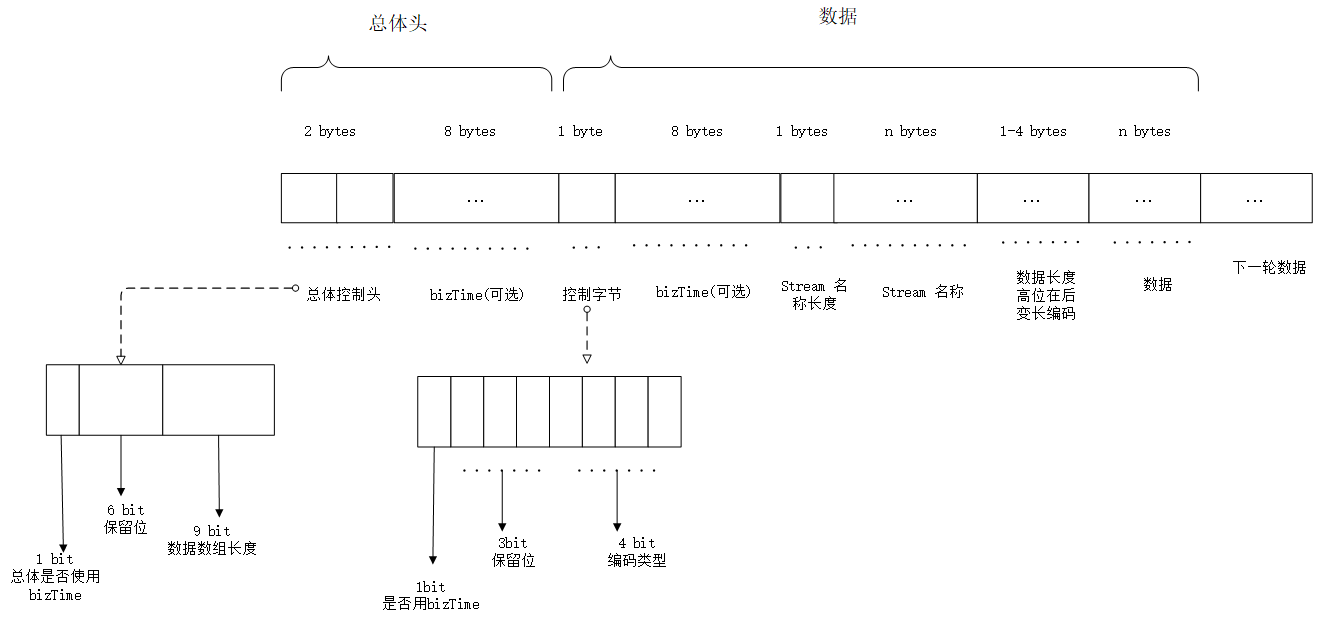 总体头
数据
2 bytes
8 bytes
1 byte
8 bytes
1 bytes
n bytes
1-4 bytes
n bytes
...
...
...
...
...
...
总体控制头
bizTime(可选)
控制字节
bizTime(可选)
Stream 名
称长度
Stream 名称
数据长度
高位在后
变长编码
数据
下一轮数据
1 bit
总体是否使用
bizTime
6 bit
保留位
9 bit
数据数组长度
1bit
是否用bizTime
3bit
保留位
4 bit
编码类型